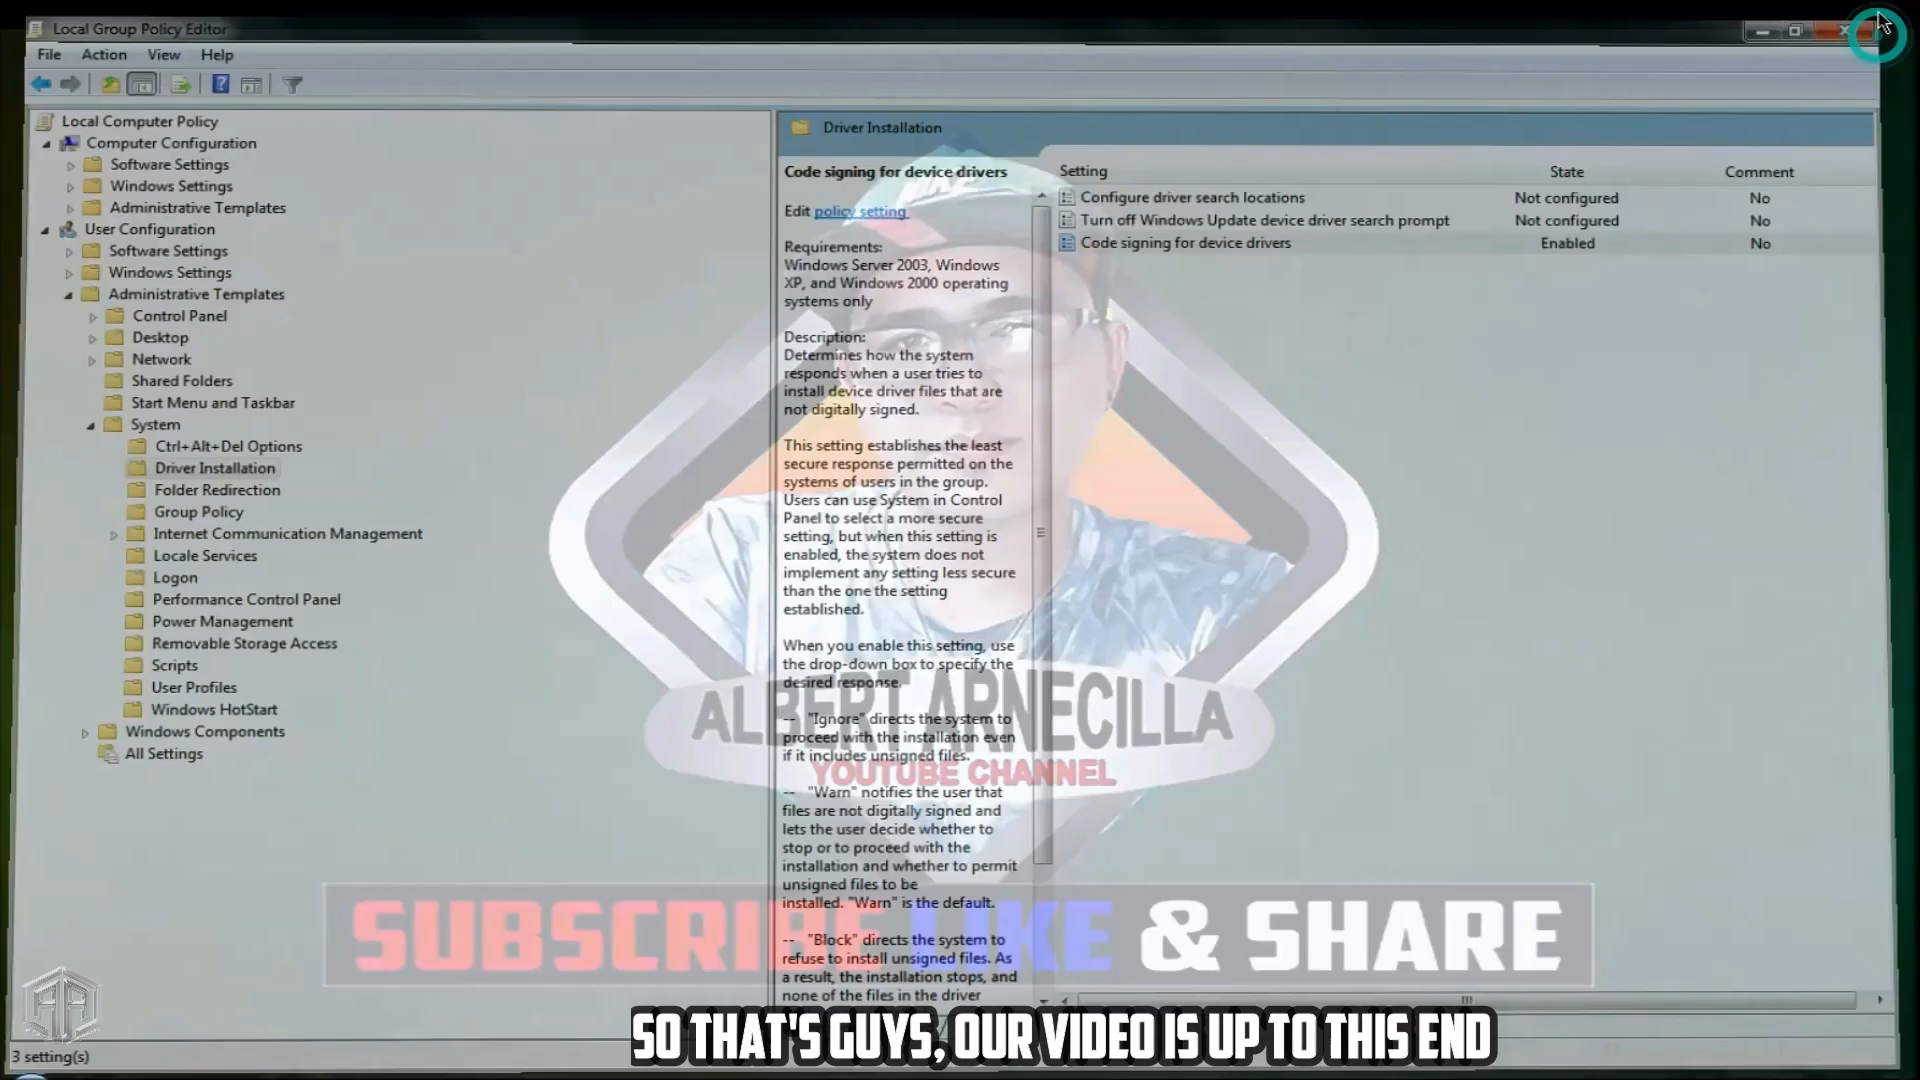 Local Group Policy Editor
File Action View Help
Local Computer Policy
Computer Configuration
Software Settings
Windows Settings
Administrative Templates
User Configuration
Software Settings
Windows Settings
Administrative Templates
Control Panel
Desktop
Network
Shared Folders
Start Menu and Taskbar
System
Ctrl+Alt+Del Options
Driver Installation
Folder Redirection
Group Policy
Internet Communication Management
Locale Services
Logon
Performance Control Panel
Power Management
Removable Storage Access
Scripts
User Profiles
Windows HotStart
Windows Components
All Settings
3 setting(s)
Driver Installation
Code signing for device drivers
Edit policy setting
Requirements:
Windows Server 2003, Windows
XP, and Windows 2000 operating
systems only
Description:
Determines how the system
responds when a user tries to
install device driver files that are
not digitally signed.
This setting establishes the least
secure response permitted on the
systems of users in the group.
Users can use System in Control
Panel to select a more secure
setting, but when this setting is
enabled, the system does not
implement any setting less secure
than the one the setting
established.
When you enable this setting, use
the drop-down box to specify the
desired response.
-- "Ignore" directs the system to
proceed with the installation even
if it includes unsigned files.
-- "Warn" notifies the user that
files are not digitally signed and
lets the user decide whether to
stop or to proceed with the
installation and whether to permit
unsigned files to be
installed. "Warn" is the default.
-- "Block" directs the system to
refuse to install unsigned files. As
a result, the installation stops, and
none of the files in the driver
Setting State Comment
Configure driver search locations Not configured No
Turn off Windows Update device driver search prompt Not configured No
Code signing for device drivers Enabled No
ALBERT ARNECILLA
YOUTUBE CHANNEL
SUBSCRIBE LIKE & SHARE
SO THAT'S GUYS, OUR VIDEO IS UP TO THIS END